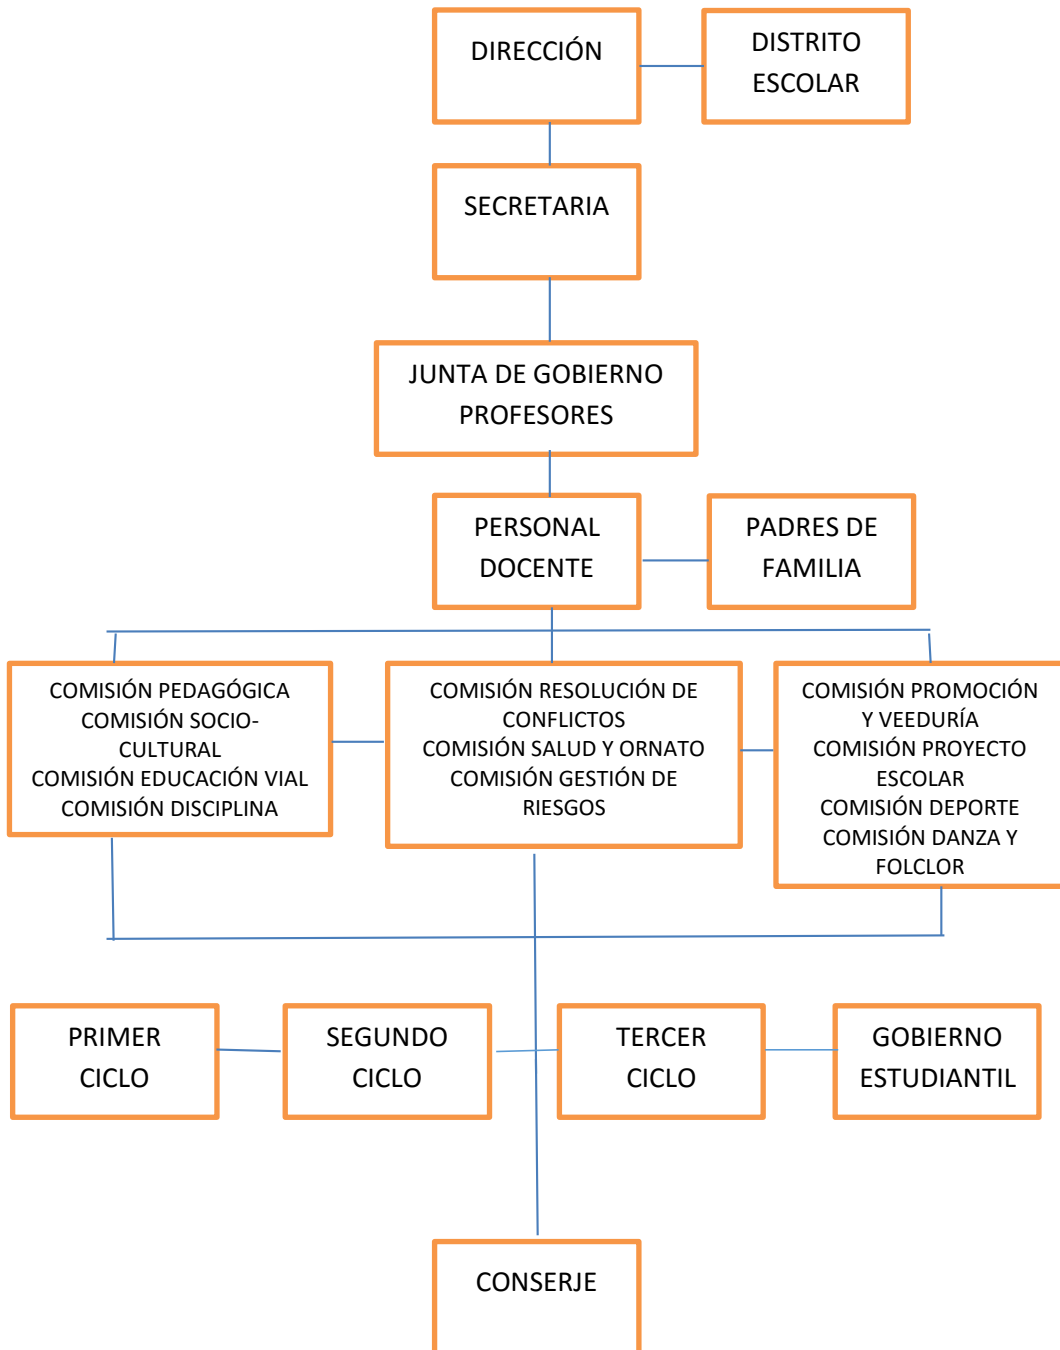 DIRECCIÓN
DISTRITO
ESCOLAR
SECRETARIA
JUNTA DE GOBIERNO
PROFESORES
PERSONAL
DOCENTE
PADRES DE
FAMILIA
COMISIÓN PEDAGÓGICA
COMISIÓN SOCIO-
CULTURAL
COMISIÓN EDUCACIÓN VIAL
COMISIÓN DISCIPLINA
COMISIÓN RESOLUCIÓN DE
CONFLICTOS
COMISIÓN SALUD Y ORNATO
COMISIÓN GESTIÓN DE
RIESGOS
COMISIÓN PROMOCIÓN
Y VEEDURÍA
COMISIÓN PROYECTO
ESCOLAR
COMISIÓN DEPORTE
COMISIÓN DANZA Y
FOLCLOR
PRIMER
CICLO
SEGUNDO
CICLO
TERCER
CICLO
GOBIERNO
ESTUDIANTIL
CONSERJE